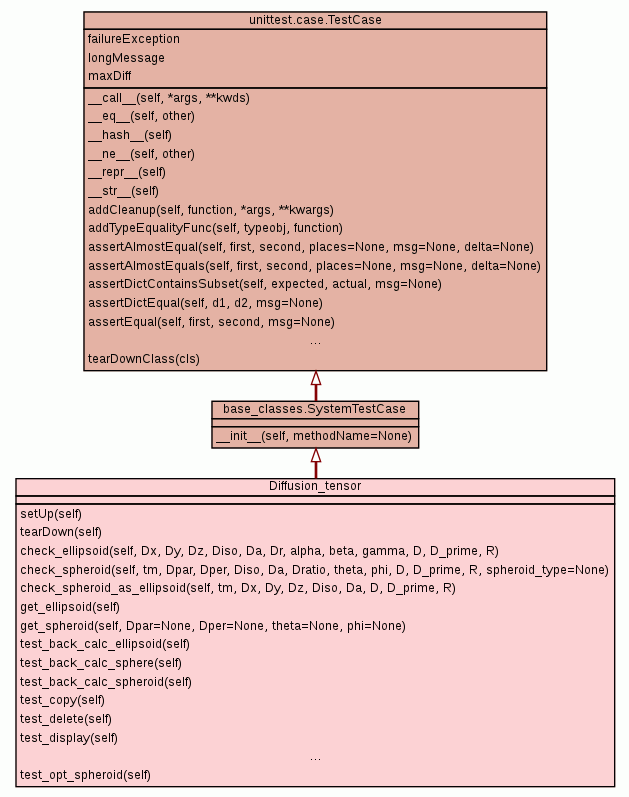 unittest.case.TestCase
failureException
longMessage
maxDiff
__call__(self, *args, **kwds)
__eq__(self, other)
__hash__(self)
__ne__(self, other)
__repr__(self)
__str__(self)
addCleanup(self, function, *args, **kwargs)
addTypeEqualityFunc(self, typeobj, function)
assertAlmostEqual(self, first, second, places=None, msg=None, delta=None)
assertAlmostEquals(self, first, second, places=None, msg=None, delta=None)
assertDictContainsSubset(self, expected, actual, msg=None)
assertDictEqual(self, d1, d2, msg=None)
assertEqual(self, first, second, msg=None)
...
tearDownClass(cls)
base_classes.SystemTestCase
__init__(self, methodName=None)
Diffusion_tensor
setUp(self)
tearDown(self)
check_ellipsoid(self, Dx, Dy, Dz, Diso, Da, Dr, alpha, beta, gamma, D, D_prime, R)
check_spheroid(self, tm, Dpar, Dper, Diso, Da, Dratio, theta, phi, D, D_prime, R, spheroid_type=None)
check_spheroid_as_ellipsoid(self, tm, Dx, Dy, Dz, Diso, Da, D, D_prime, R)
get_ellipsoid(self)
get_spheroid(self, Dpar=None, Dper=None, theta=None, phi=None)
test_back_calc_ellipsoid(self)
test_back_calc_sphere(self)
test_back_calc_spheroid(self)
test_copy(self)
test_delete(self)
test_display(self)
...
test_opt_spheroid(self)